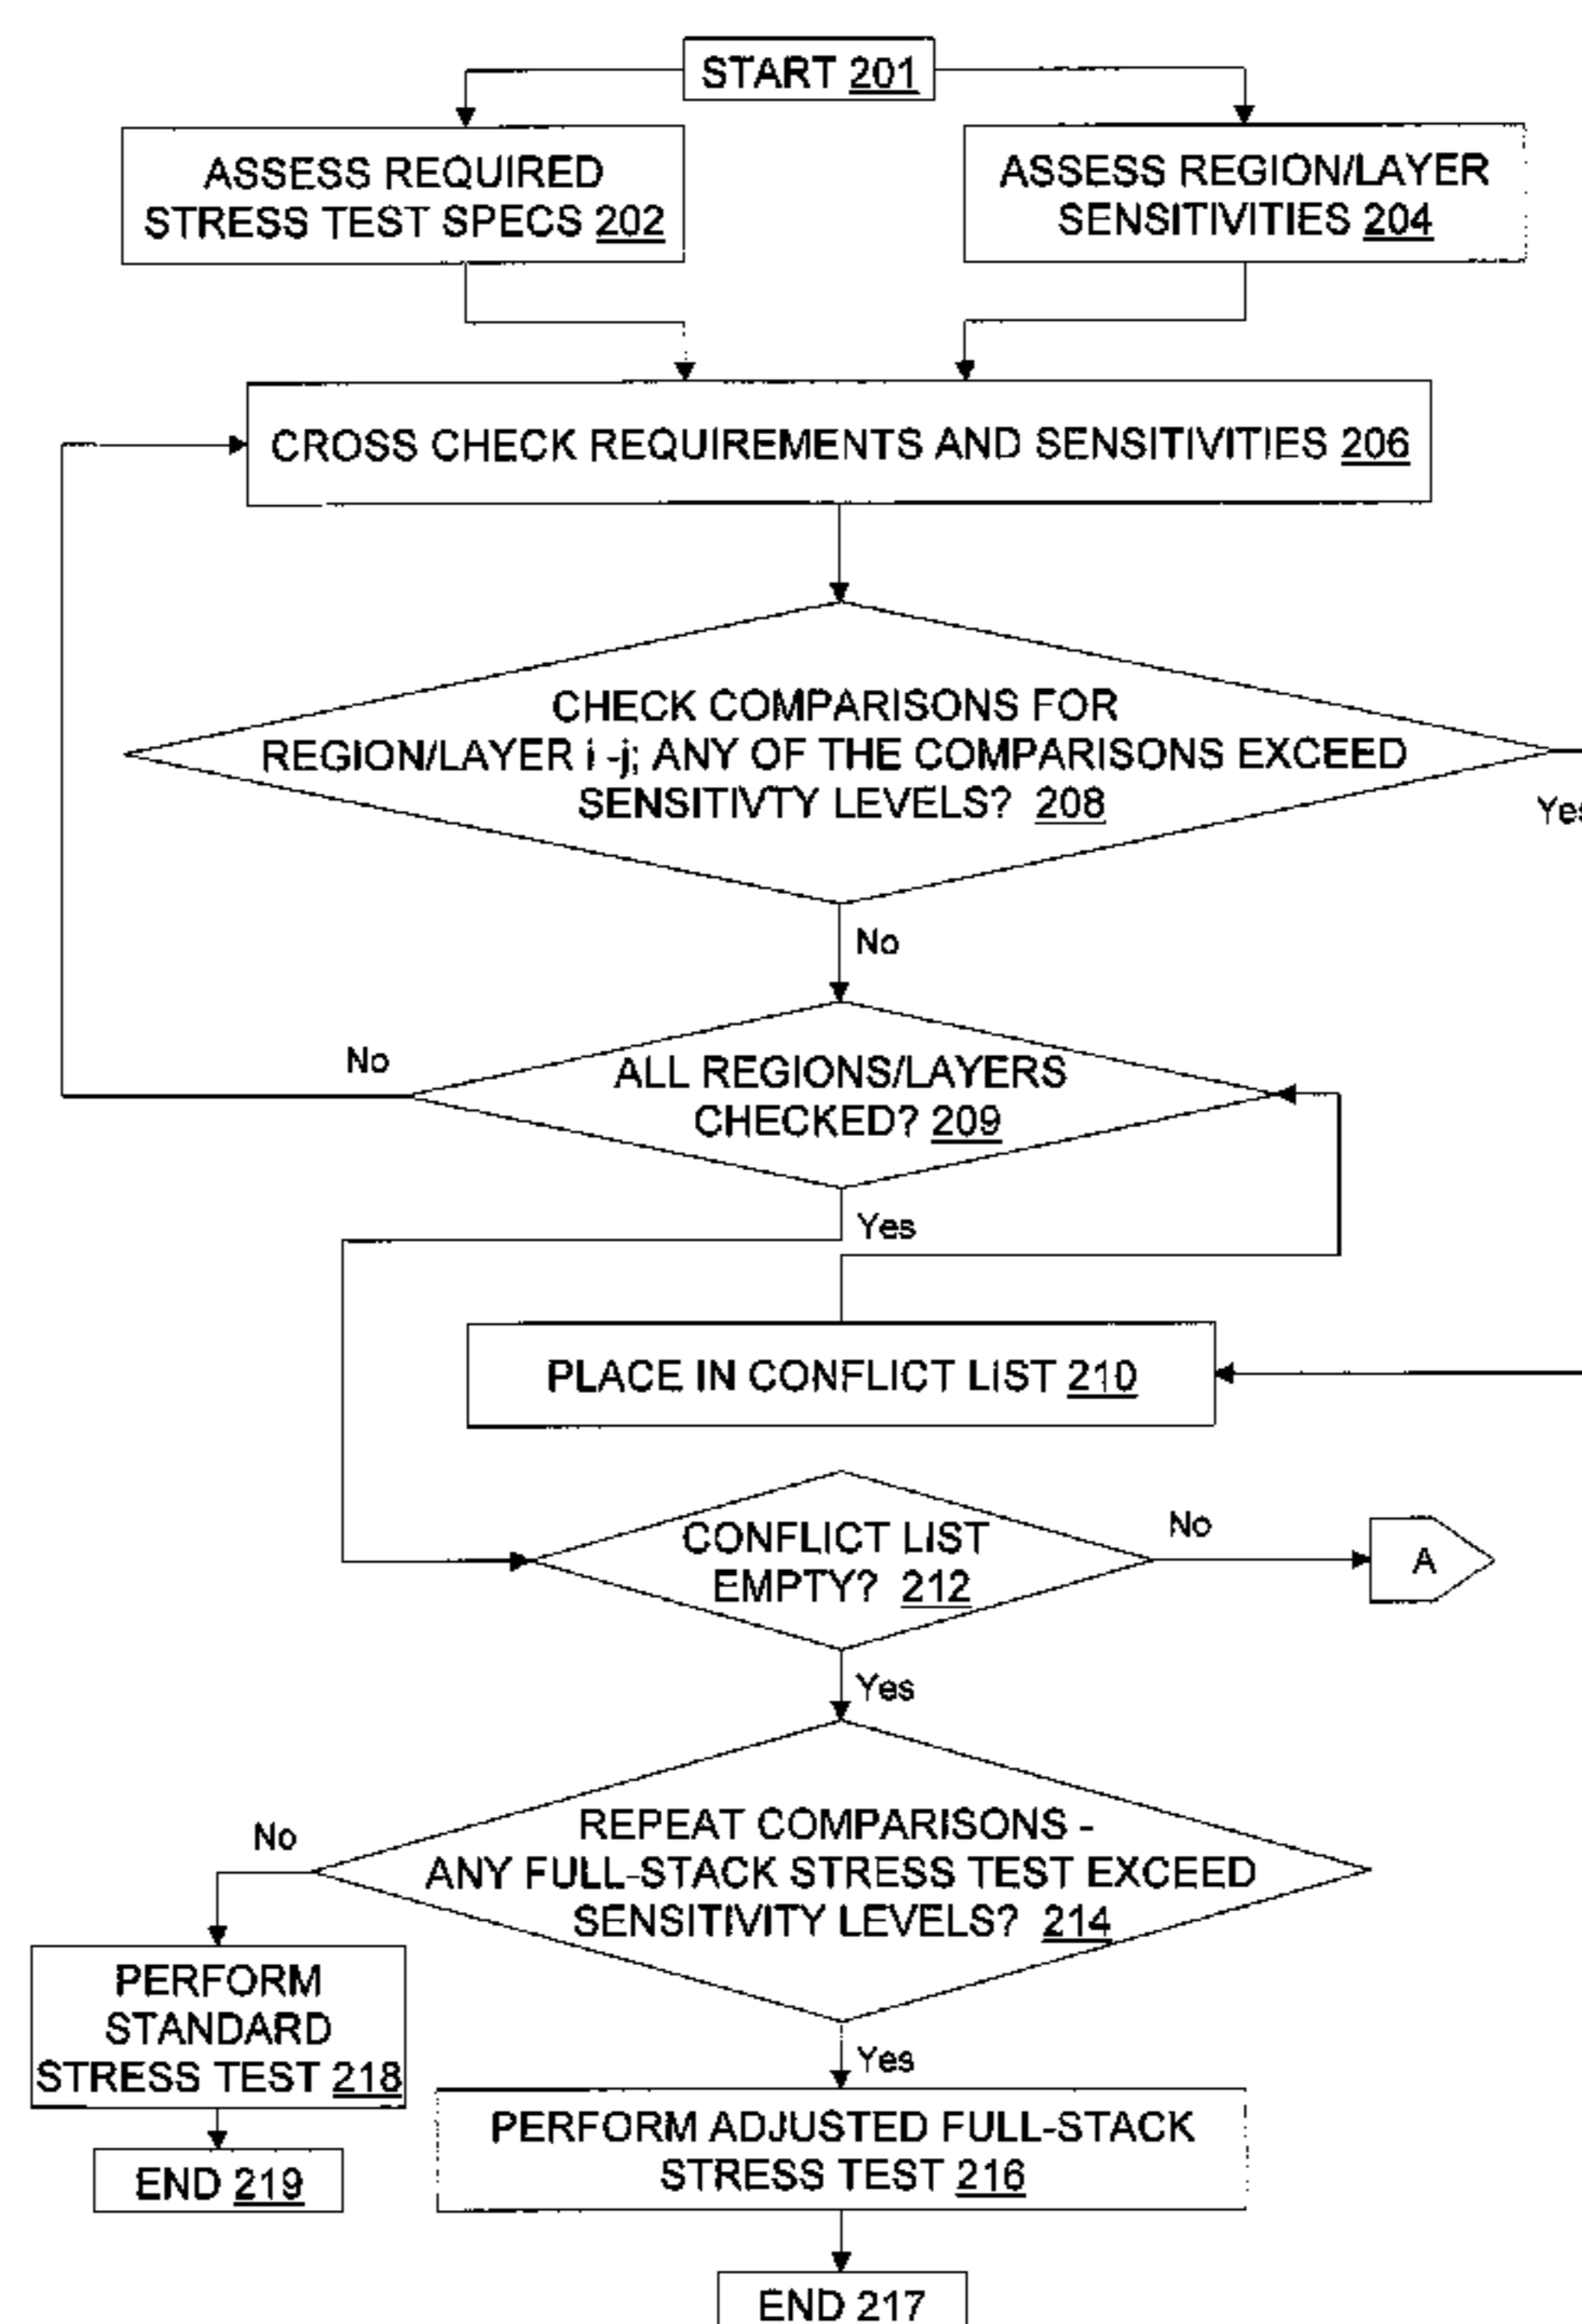 START 201
ASSESS REQUIRED
STRESS TEST SPECS 202
ASSESS REGION/LAYER
SENSITIVITIES 204
CROSS CHECK REQUIREMENTS AND SENSITIVITIES 206
CHECK COMPARISONS FOR
REGION/LAYER i -j; ANY OF THE COMPARISONS EXCEED
SENSITIVTY LEVELS? 208
Yes
No
No
ALL REGIONS/LAYERS
CHECKED? 209
Yes
PLACE IN CONFLICT LIST 210
CONFLICT LIST
EMPTY? 212
No
A
Yes
REPEAT COMPARISONS -
ANY FULL-STACK STRESS TEST EXCEED
SENSITIVITY LEVELS? 214
No
PERFORM
STANDARD
STRESS TEST 218
END 219
Yes
PERFORM ADJUSTED FULL-STACK
STRESS TEST 216
END 217